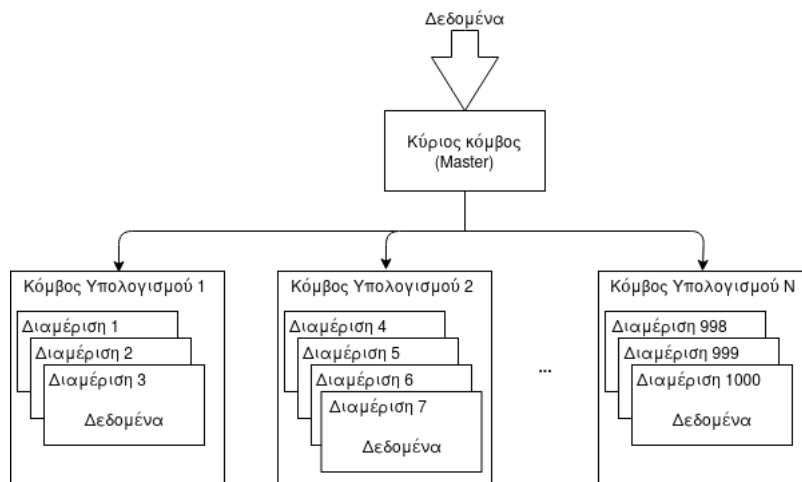 Δεδομένα
Κύριος κόμβος
(Master)
Κόμβος Υπολογισμού 1
Διαμέριση 1
Διαμέριση 2
Διαμέριση 3
Δεδομένα
Κόμβος Υπολογισμού 2
Διαμέριση 4
Διαμέριση 5
Διαμέριση 6
Διαμέριση 7
Δεδομένα
...
Κόμβος Υπολογισμού N
Διαμέριση 998
Διαμέριση 999
Διαμέριση 1000
Δεδομένα